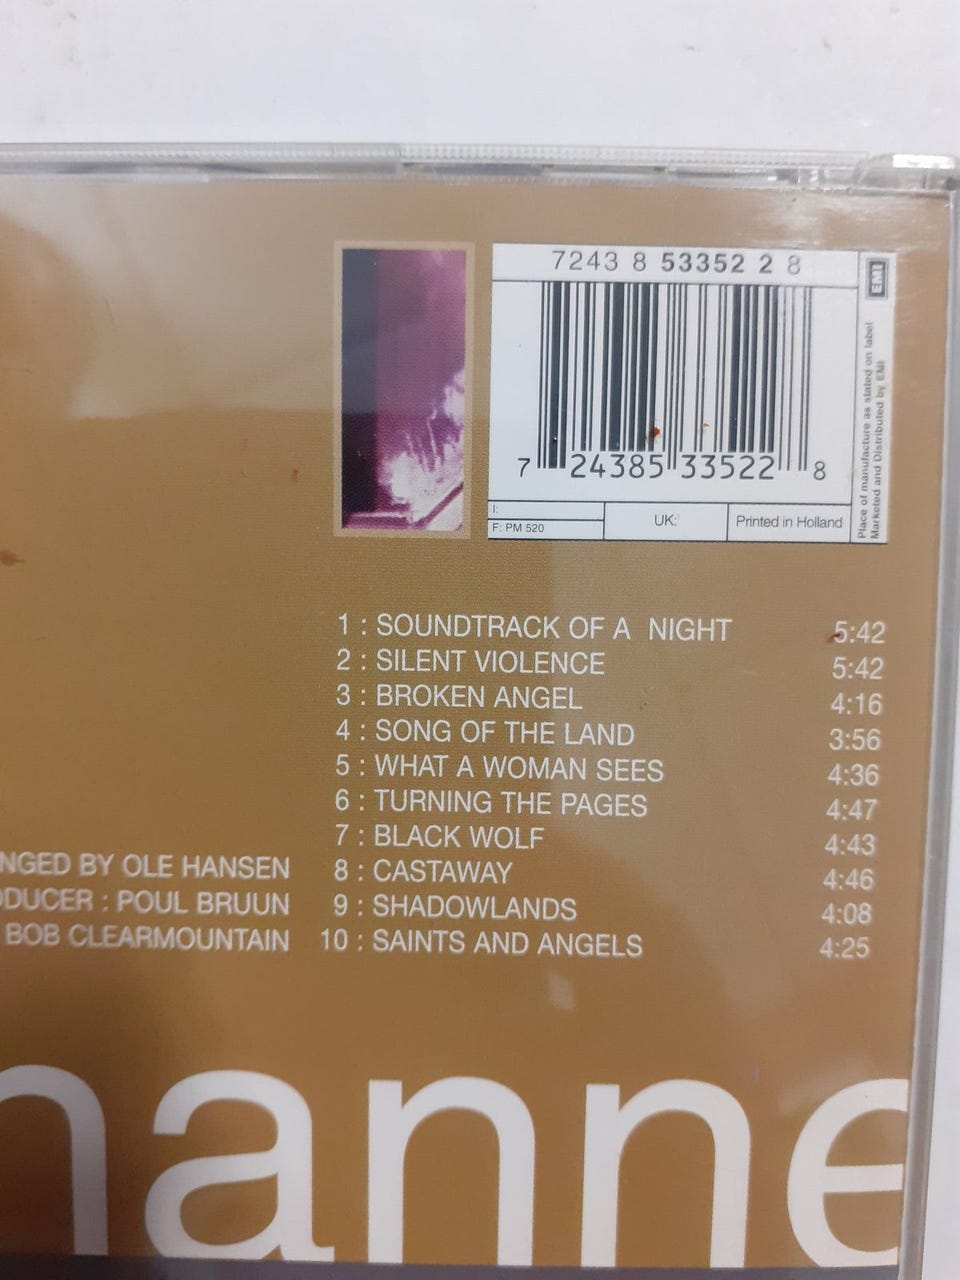 7243 8 53352 2 8
EMI
Place of manufacture as stated on label
Marketed and Distributed by EMI
7 24385 33522 8
I:
F: PM 520
UK:
Printed in Holland
1 : SOUNDTRACK OF A NIGHT 5:42
2 : SILENT VIOLENCE 5:42
3 : BROKEN ANGEL 4:16
4 : SONG OF THE LAND 3:56
5 : WHAT A WOMAN SEES 4:36
6 : TURNING THE PAGES 4:47
7 : BLACK WOLF 4:43
8 : CASTAWAY 4:46
9 : SHADOWLANDS 4:08
10 : SAINTS AND ANGELS 4:25
NGED BY OLE HANSEN
DUCER : POUL BRUUN
BOB CLEARMOUNTAIN
nanne